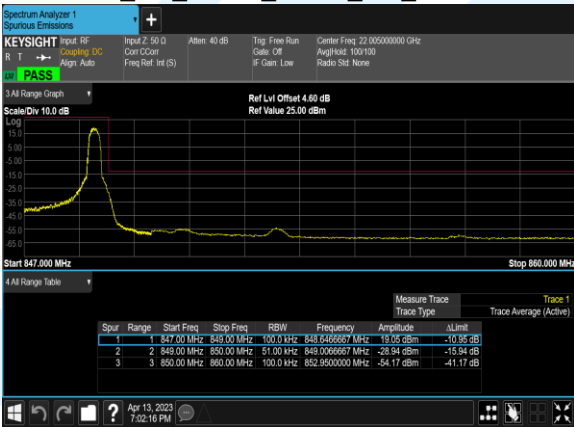 Spectrum Analyzer 1
Spurious Emissions
+
KEYSIGHT Input: RF Input Z: 50 Ω Atten: 40 dB Trig: Free Run Center Freq: 22.005000000 GHz
R T Coupling: DC Corr CCorr Gate: Off Avg|Hold: 100/100
Align: Auto Freq Ref: Int (S) IF Gain: Low Radio Std: None
LU PASS
3 All Range Graph
Ref Lvl Offset 4.60 dB
Scale/Div 10.0 dB Ref Value 25.00 dBm
Log
15.0
5.00
-5.00
-15.0
-25.0
-35.0
-45.0
-55.0
-65.0
Start 847.000 MHz Stop 860.000 MHz
4 All Range Table
Measure Trace Trace 1
Trace Type Trace Average (Active)
Spur Range Start Freq Stop Freq RBW Frequency Amplitude ΔLimit
1 1 847.00 MHz 849.00 MHz 100.0 kHz 848.6466667 MHz 19.05 dBm -10.95 dB
2 2 849.00 MHz 850.00 MHz 51.00 kHz 849.0066667 MHz -28.94 dBm -15.94 dB
3 3 850.00 MHz 860.00 MHz 100.0 kHz 852.9500000 MHz -54.17 dBm -41.17 dB
? Apr 13, 2023
7:02:16 PM